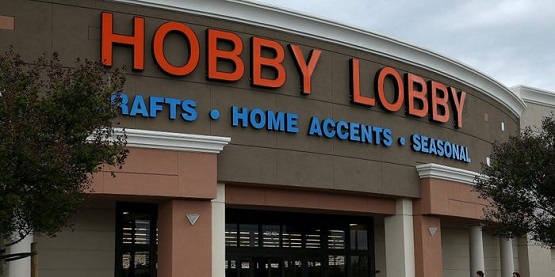 HOBBY LOBBY
RAFTS • HOME ACCENTS • SEASONAL